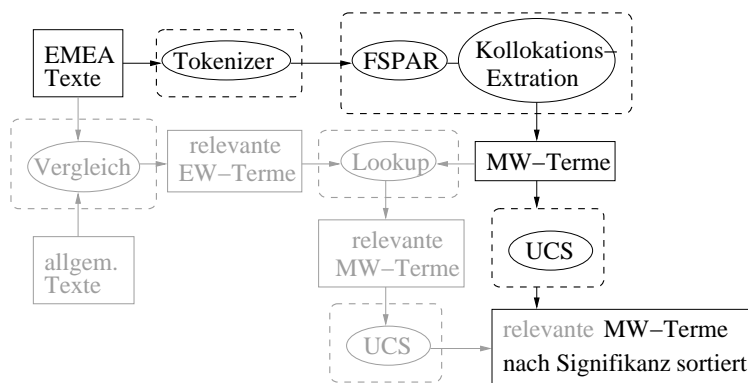 EMEA
Texte
Tokenizer
FSPAR
Kollokations–
Extration
Vergleich
relevante
EW–Terme
Lookup
MW–Terme
allgem.
Texte
relevante
MW–Terme
UCS
UCS
relevante MW–Terme
nach Signifikanz sortiert